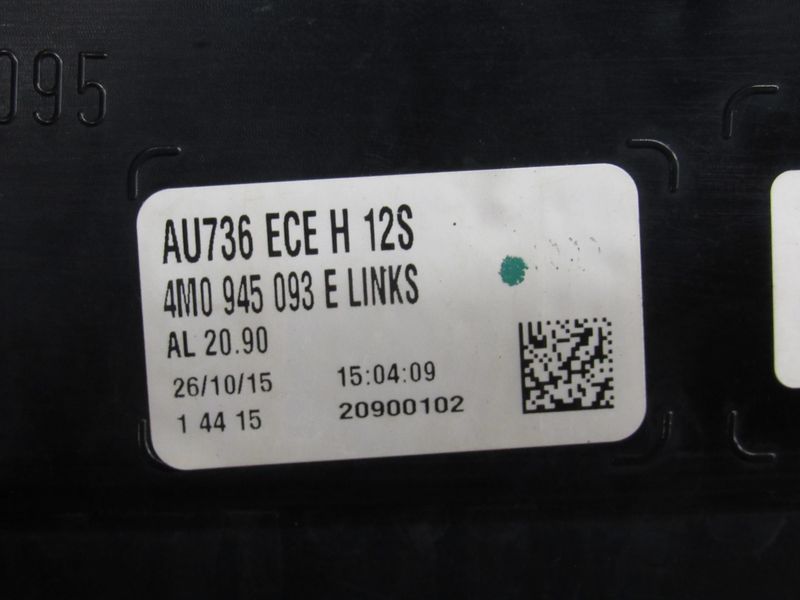 095
AU736 ECE H 12S
4M0 945 093 E LINKS
AL 20.90
26/10/15 15:04:09
1 44 15 20900102